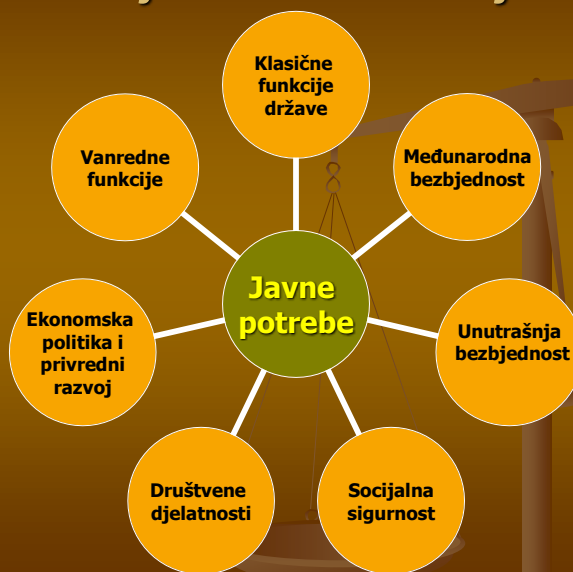 Klasične
funkcije
države
Međunarodna
bezbjednost
Unutrašnja
bezbjednost
Socijalna
sigurnost
Društvene
djelatnosti
Ekonomska
politika i
privredni
razvoj
Vanredne
funkcije
Javne
potrebe